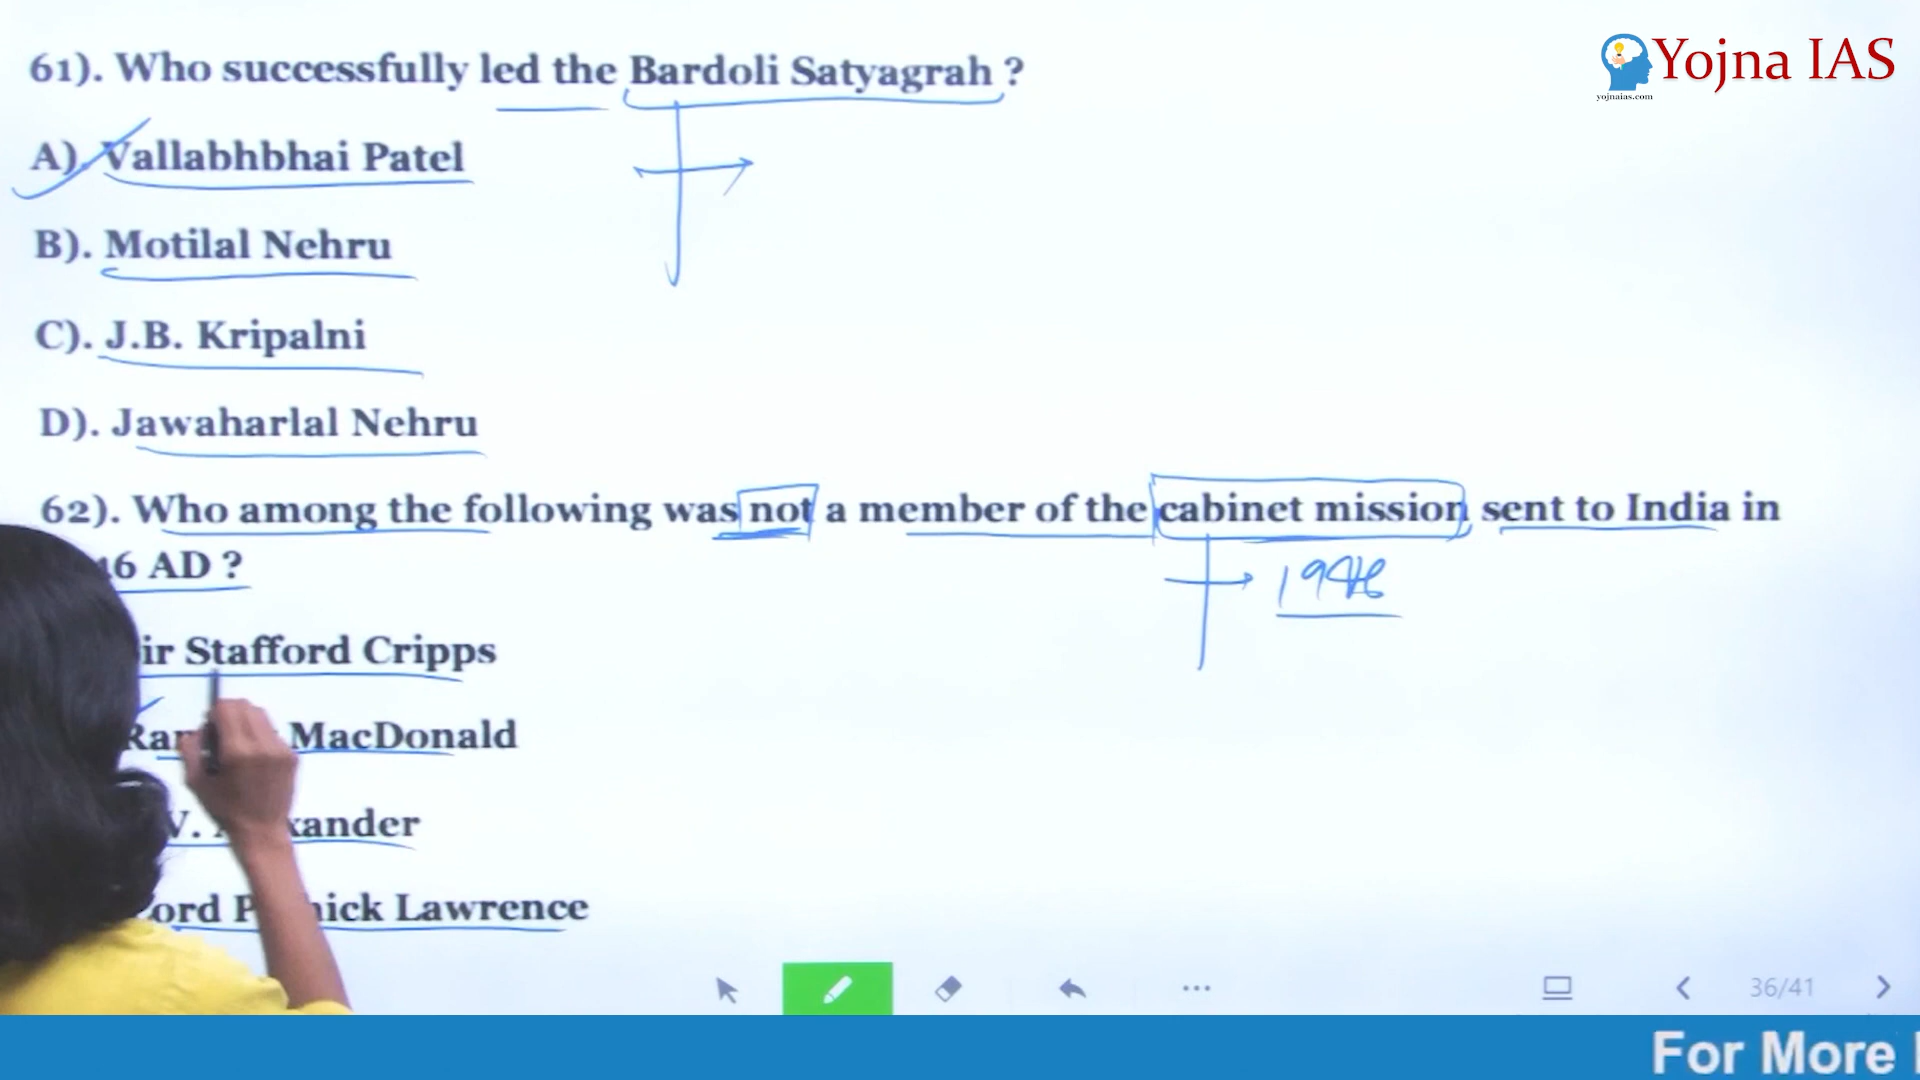 Yojna IAS
yojnaias.com
61). Who successfully led the Bardoli Satyagrah ?
A). Vallabhbhai Patel
B). Motilal Nehru
C). J.B. Kripalni
D). Jawaharlal Nehru
62). Who among the following was not a member of the cabinet mission sent to India in
6 AD ?
1946
ir Stafford Cripps
MacDonald
V.
ord Lawrence
36/41
For More